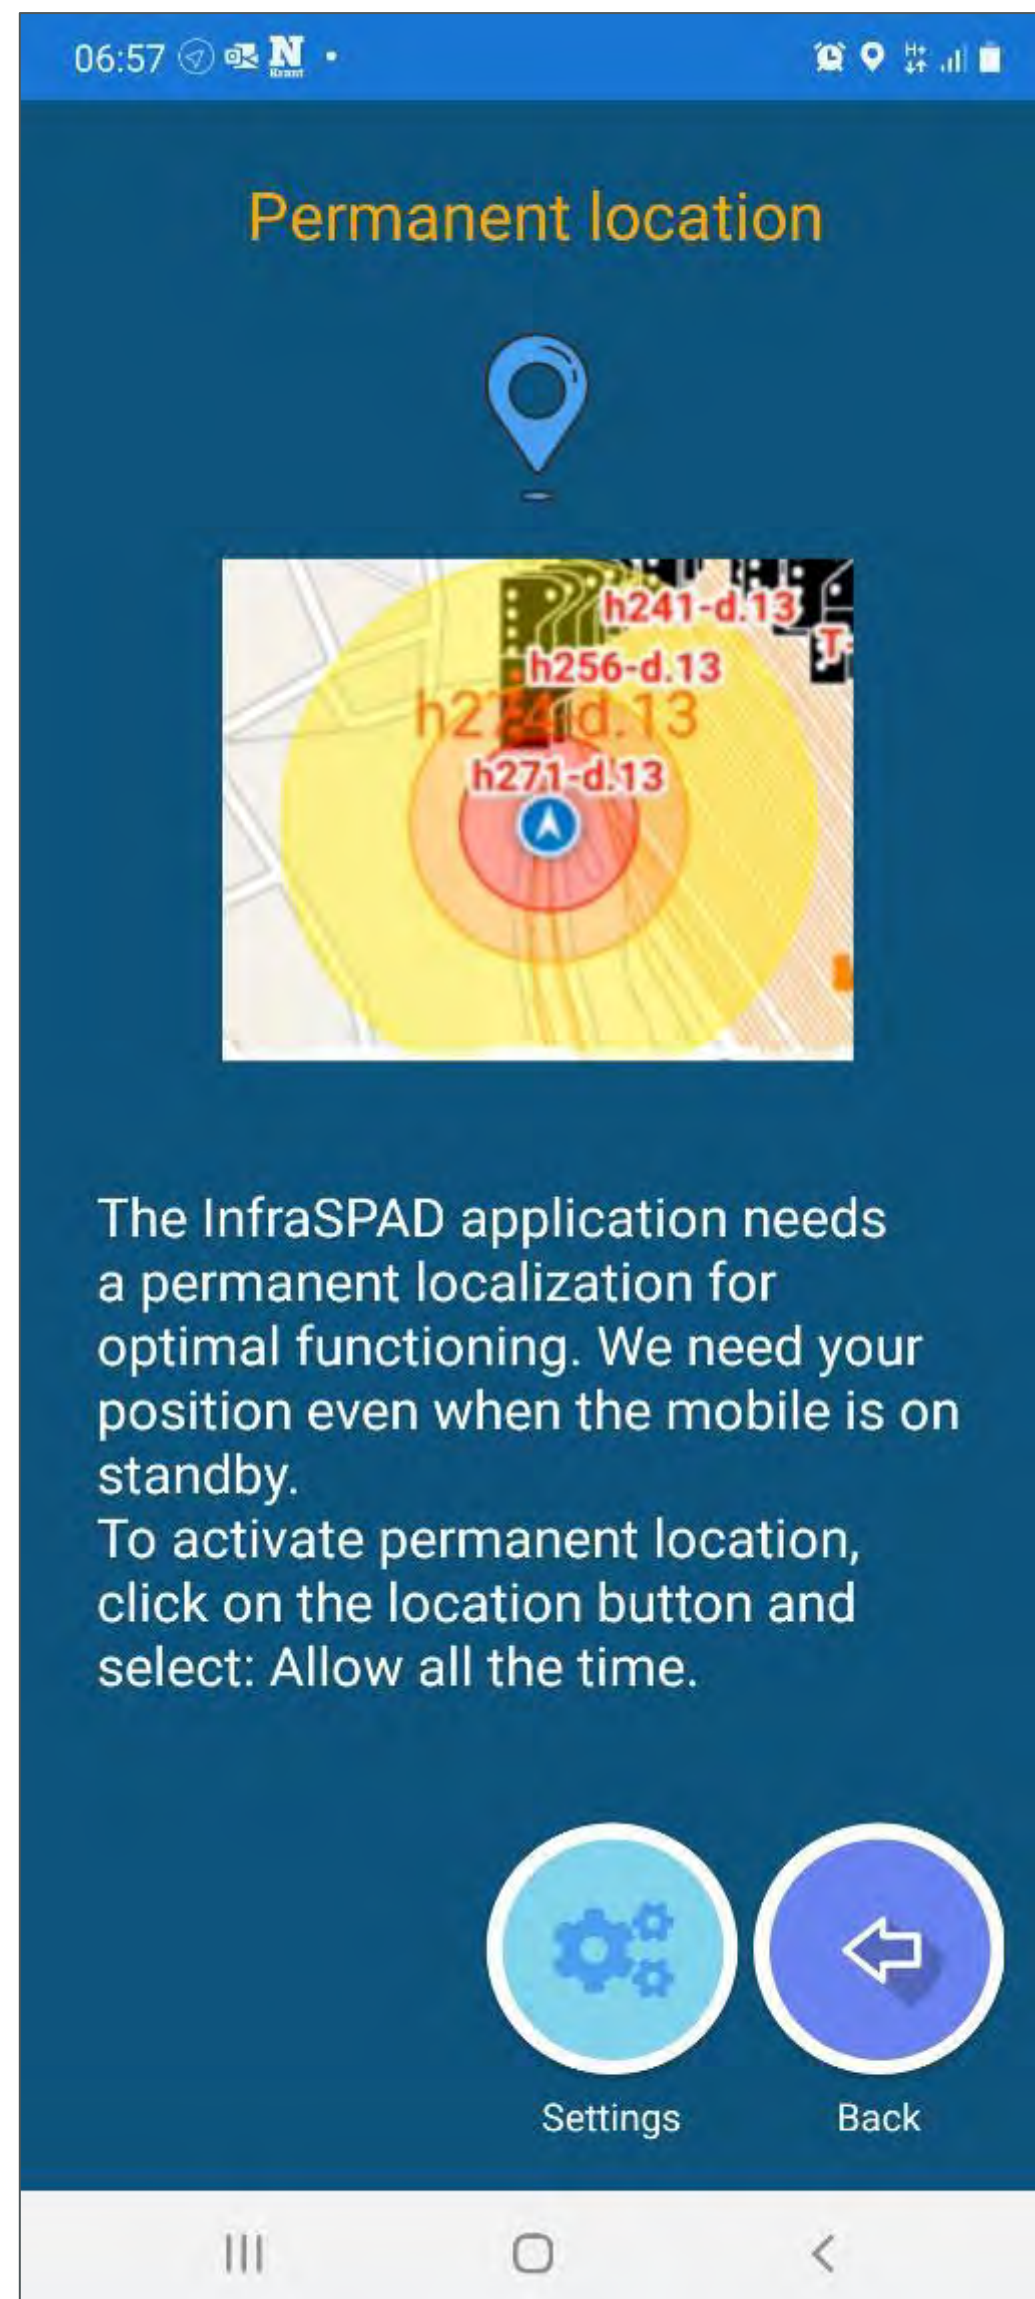 06:57
N
Krant
H+
Permanent location
h241-d.13
T-
h256-d.13
h274-d.13
h271-d.13
The InfraSPAD application needs
a permanent localization for
optimal functioning. We need your
position even when the mobile is on
standby.
To activate permanent location,
click on the location button and
select: Allow all the time.
Settings
Back